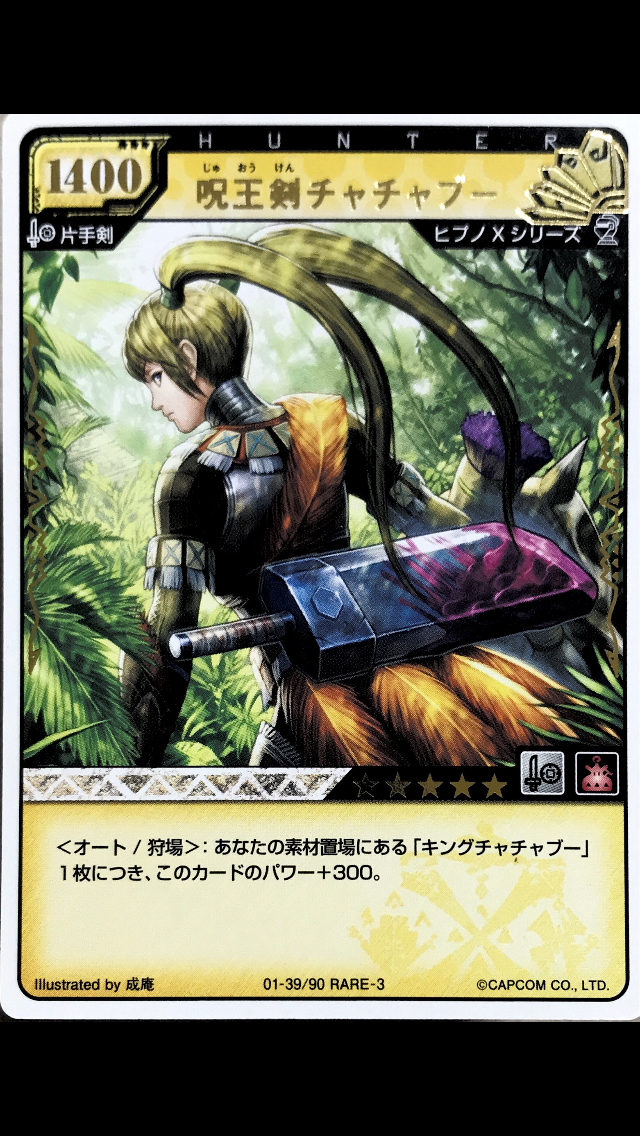 HUNTER
1400
じゅ おう けん
呪王剣チャチャブー
片手剣
ヒプノXシリーズ
<オート / 狩場>:あなたの素材置場にある「キングチャチャブー」
1枚につき、このカードのパワー+300。
Illustrated by 成庵
01-39/90 RARE-3
©CAPCOM CO., LTD.